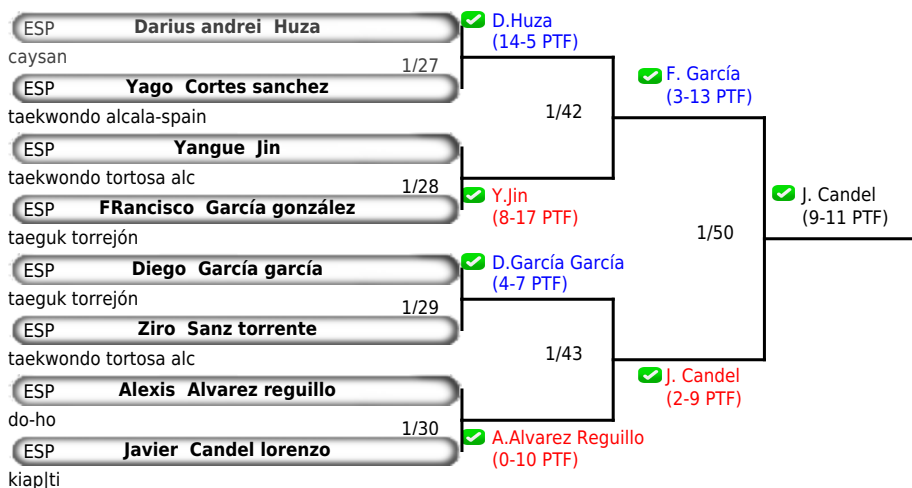 ESP Darius andrei Huza
caysan
1/27
ESP Yago Cortes sanchez
taekwondo alcala-spain
ESP Yangue Jin
taekwondo tortosa alc
1/28
ESP FRancisco García gonzález
taeguk torrejón
ESP Diego García garcía
taeguk torrejón
1/29
ESP Ziro Sanz torrente
taekwondo tortosa alc
ESP Alexis Alvarez reguillo
do-ho
1/30
ESP Javier Candel lorenzo
kiap|ti
D.Huza
(14-5 PTF)
1/42
Y.Jin
(8-17 PTF)
D.García García
(4-7 PTF)
1/43
A.Alvarez Reguillo
(0-10 PTF)
F. García
(3-13 PTF)
1/50
J. Candel
(2-9 PTF)
J. Candel
(9-11 PTF)